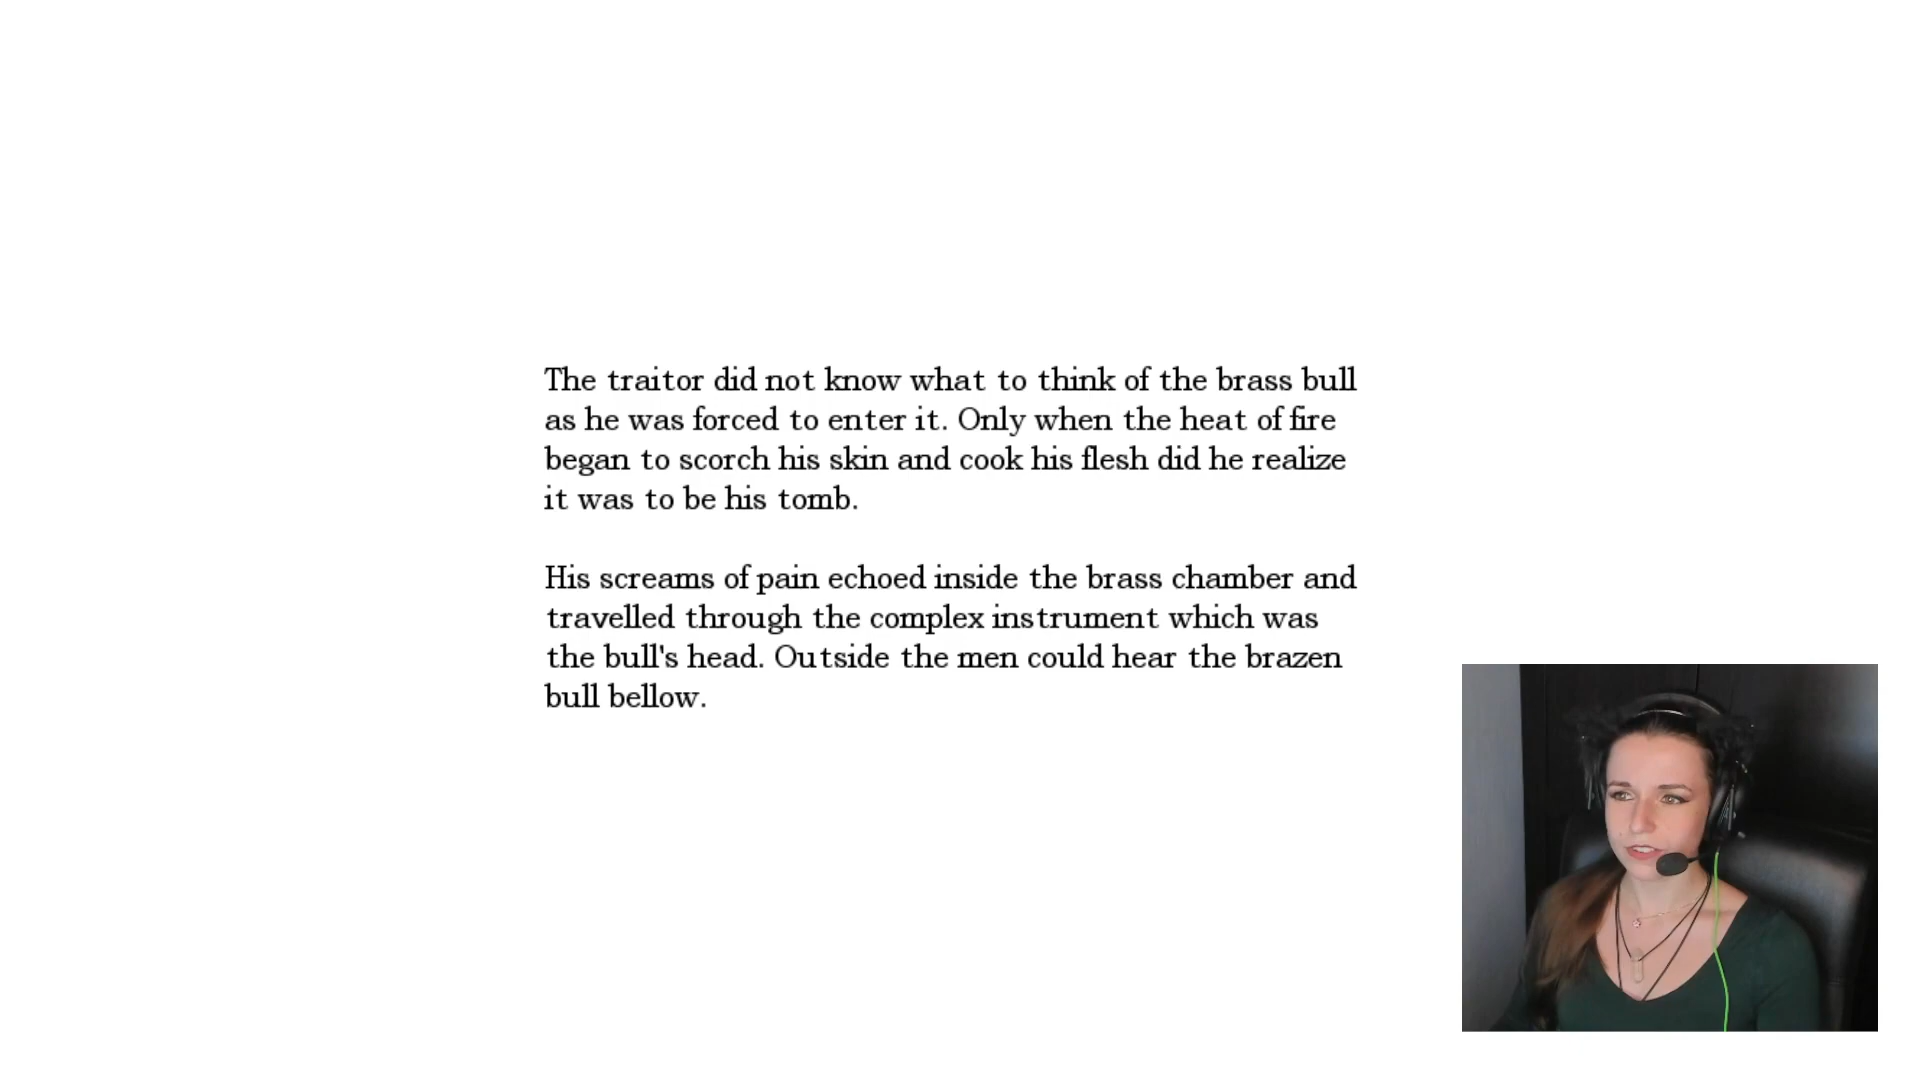 The traitor did not know what to think of the brass bull
as he was forced to enter it. Only when the heat of fire
began to scorch his skin and cook his flesh did he realize
it was to be his tomb.
His screams of pain echoed inside the brass chamber and
travelled through the complex instrument which was
the bull's head. Outside the men could hear the brazen
bull bellow.